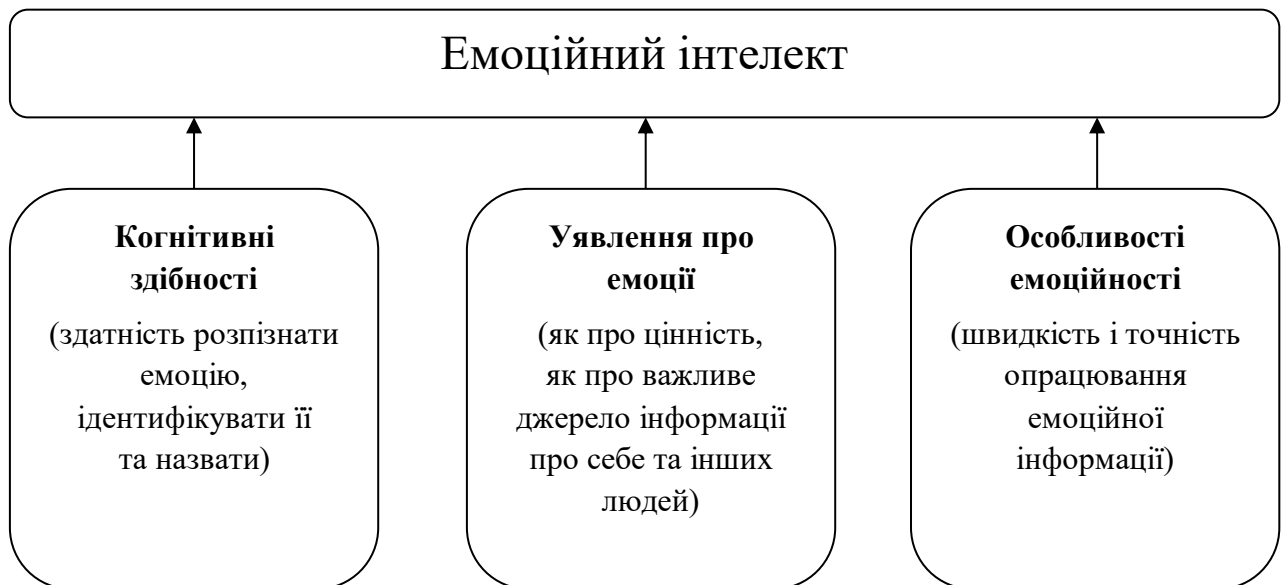 Емоційний інтелект
Когнітивні
здібності
(здатність розпізнати
емоцію,
ідентифікувати її
та назвати)
Уявлення про
емоції
(як про цінність,
як про важливе
джерело інформації
про себе та інших
людей)
Особливості
емоційності
(швидкість і точність
опрацювання
емоційної
інформації)